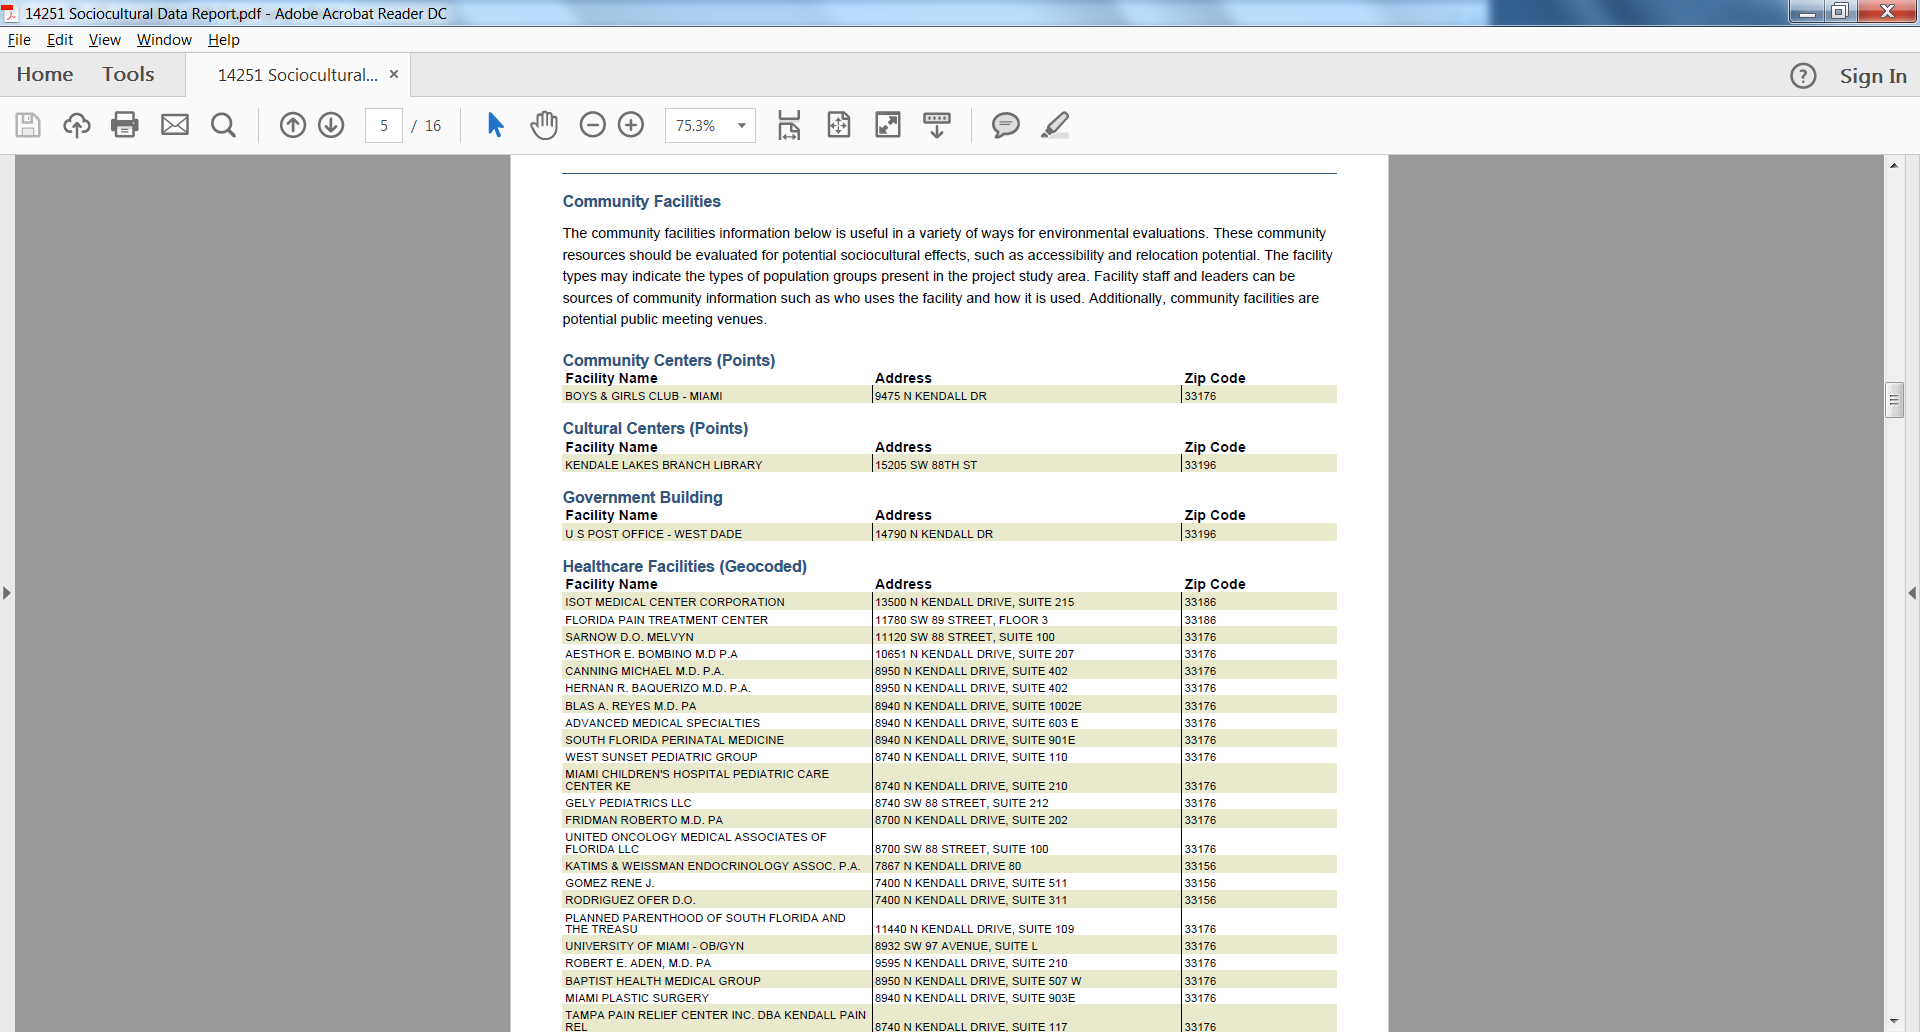 14251 Sociocultural Data Report.pdf - Adobe Acrobat Reader DC
File Edit View Window Help
Home Tools 14251 Sociocultural... × ? Sign In
5 / 16 75.3%
Community Facilities
The community facilities information below is useful in a variety of ways for environmental evaluations. These community
resources should be evaluated for potential sociocultural effects, such as accessibility and relocation potential. The facility
types may indicate the types of population groups present in the project study area. Facility staff and leaders can be
sources of community information such as who uses the facility and how it is used. Additionally, community facilities are
potential public meeting venues.
Community Centers (Points)
Facility Name Address Zip Code
BOYS & GIRLS CLUB - MIAMI 9475 N KENDALL DR 33176
Cultural Centers (Points)
Facility Name Address Zip Code
KENDALE LAKES BRANCH LIBRARY 15205 SW 88TH ST 33196
Government Building
Facility Name Address Zip Code
U S POST OFFICE - WEST DADE 14790 N KENDALL DR 33196
Healthcare Facilities (Geocoded)
Facility Name Address Zip Code
ISOT MEDICAL CENTER CORPORATION 13500 N KENDALL DRIVE, SUITE 215 33186
FLORIDA PAIN TREATMENT CENTER 11780 SW 89 STREET, FLOOR 3 33186
SARNOW D.O. MELVYN 11120 SW 88 STREET, SUITE 100 33176
AESTHOR E. BOMBINO M.D P.A 10651 N KENDALL DRIVE, SUITE 207 33176
CANNING MICHAEL M.D. P.A. 8950 N KENDALL DRIVE, SUITE 402 33176
HERNAN R. BAQUERIZO M.D. P.A. 8950 N KENDALL DRIVE, SUITE 402 33176
BLAS A. REYES M.D. PA 8940 N KENDALL DRIVE, SUITE 1002E 33176
ADVANCED MEDICAL SPECIALTIES 8940 N KENDALL DRIVE, SUITE 603 E 33176
SOUTH FLORIDA PERINATAL MEDICINE 8940 N KENDALL DRIVE, SUITE 901E 33176
WEST SUNSET PEDIATRIC GROUP 8740 N KENDALL DRIVE, SUITE 110 33176
MIAMI CHILDREN'S HOSPITAL PEDIATRIC CARE
CENTER KE 8740 N KENDALL DRIVE, SUITE 210 33176
GELY PEDIATRICS LLC 8740 SW 88 STREET, SUITE 212 33176
FRIDMAN ROBERTO M.D. PA 8700 N KENDALL DRIVE, SUITE 202 33176
UNITED ONCOLOGY MEDICAL ASSOCIATES OF
FLORIDA LLC 8700 SW 88 STREET, SUITE 100 33176
KATIMS & WEISSMAN ENDOCRINOLOGY ASSOC. P.A. 7867 N KENDALL DRIVE 80 33156
GOMEZ RENE J. 7400 N KENDALL DRIVE, SUITE 511 33156
RODRIGUEZ OFER D.O. 7400 N KENDALL DRIVE, SUITE 311 33156
PLANNED PARENTHOOD OF SOUTH FLORIDA AND
THE TREASU 11440 N KENDALL DRIVE, SUITE 109 33176
UNIVERSITY OF MIAMI - OB/GYN 8932 SW 97 AVENUE, SUITE L 33176
ROBERT E. ADEN, M.D. PA 9595 N KENDALL DRIVE, SUITE 210 33176
BAPTIST HEALTH MEDICAL GROUP 8950 N KENDALL DRIVE, SUITE 507 W 33176
MIAMI PLASTIC SURGERY 8940 N KENDALL DRIVE, SUITE 903E 33176
TAMPA PAIN RELIEF CENTER INC. DBA KENDALL PAIN
REL 8740 N KENDALL DRIVE, SUITE 117 33176